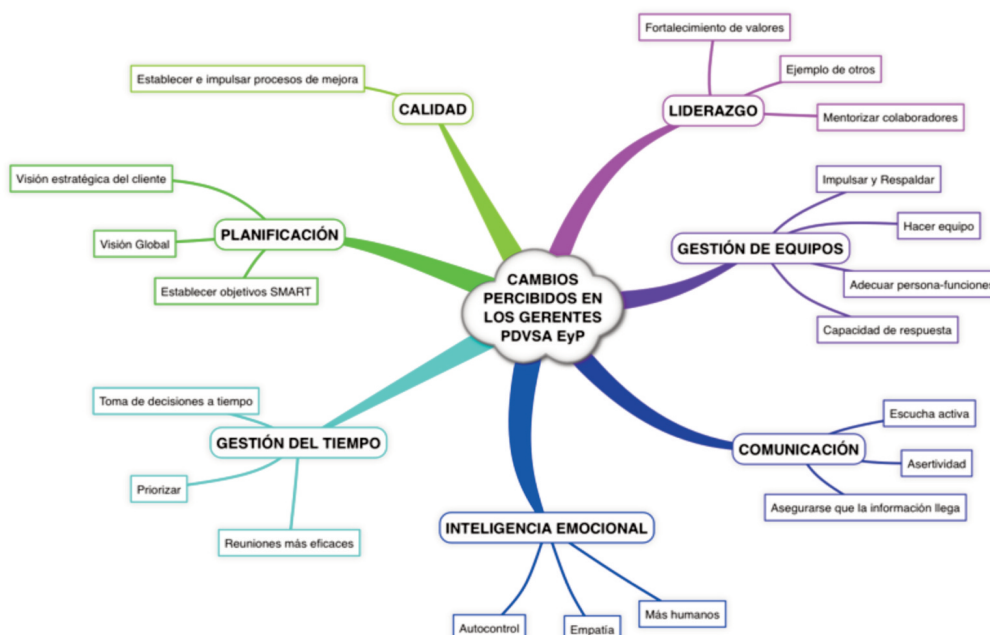 CAMBIOS
PERCIBIDOS EN
LOS GERENTES
PDVSA EyP
LIDERAZGO
Fortalecimiento de valores
Ejemplo de otros
Mentorizar colaboradores
GESTIÓN DE EQUIPOS
Impulsar y Respaldar
Hacer equipo
Adecuar persona-funciones
Capacidad de respuesta
COMUNICACIÓN
Escucha activa
Asertividad
Asegurarse que la información llega
INTELIGENCIA EMOCIONAL
Más humanos
Empatía
Autocontrol
GESTIÓN DEL TIEMPO
Toma de decisiones a tiempo
Priorizar
Reuniones más eficaces
PLANIFICACIÓN
Visión estratégica del cliente
Visión Global
Establecer objetivos SMART
CALIDAD
Establecer e impulsar procesos de mejora